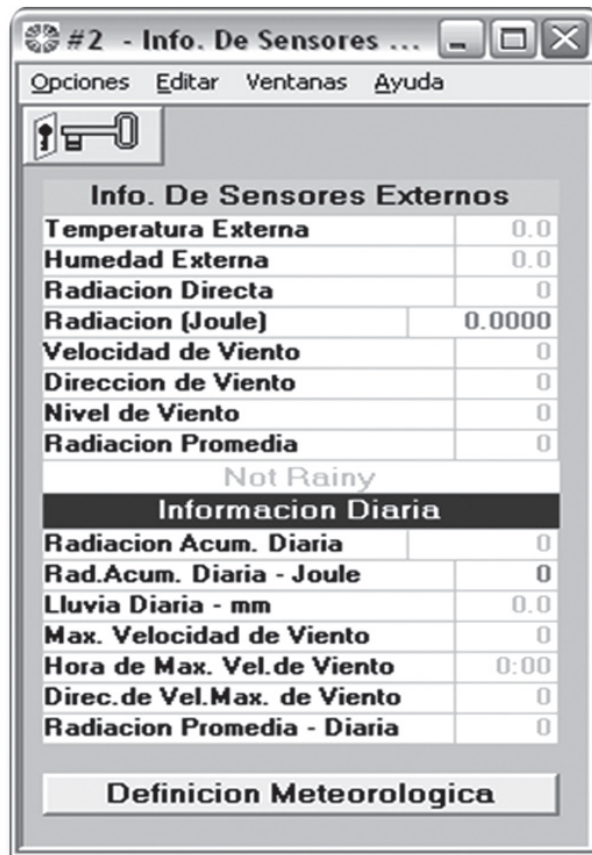 #2 - Info. De Sensores ...
Opciones Editar Ventanas Ayuda
Info. De Sensores Externos
Temperatura Externa 0.0
Humedad Externa 0.0
Radiacion Directa 0
Radiacion (Joule) 0.0000
Velocidad de Viento 0
Direccion de Viento 0
Nivel de Viento 0
Radiacion Promedia 0
Not Rainy
Informacion Diaria
Radiacion Acum. Diaria 0
Rad.Acum. Diaria - Joule 0
Lluvia Diaria - mm 0.0
Max. Velocidad de Viento 0
Hora de Max. Vel.de Viento 0:00
Direc.de Vel.Max. de Viento 0
Radiacion Promedia - Diaria 0
Definicion Meteorologica